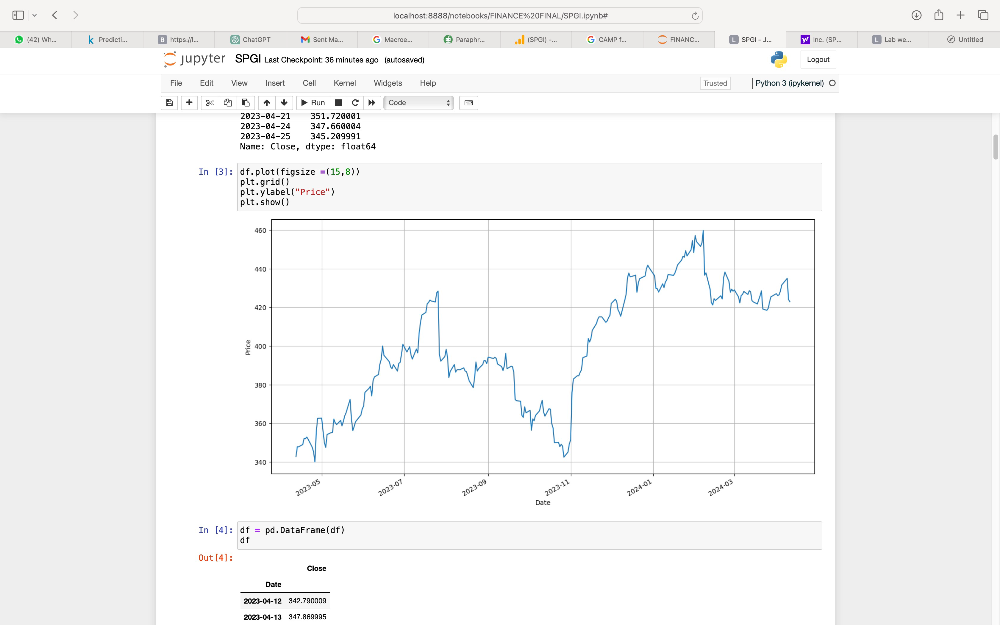 localhost:8888/notebooks/FINANCE%20FINAL/SPGI.ipynb#
(42) Wh...
k Predicti...
B https://l...
ChatGPT
Sent Ma...
Macroe...
Paraphr...
(SPGI) -...
CAMP f...
FINANC...
L SPGI - J...
y! Inc. (SP...
L Lab we...
Untitled
jupyter SPGI Last Checkpoint: 36 minutes ago (autosaved)
Logout
File Edit View Insert Cell Kernel Widgets Help
Trusted
Python 3 (ipykernel)
Run
Code
2023-04-21 351.720001
2023-04-24 347.660004
2023-04-25 345.209991
Name: Close, dtype: float64
In [3]: df.plot(figsize =(15,8))
plt.grid()
plt.ylabel("Price")
plt.show()
460
440
420
400
380
360
340
Price
2023-05
2023-07
2023-09
2023-11
2024-01
2024-03
Date
In [4]: df = pd.DataFrame(df)
df
Out[4]:
Close
Date
2023-04-12 342.790009
2023-04-13 347.869995